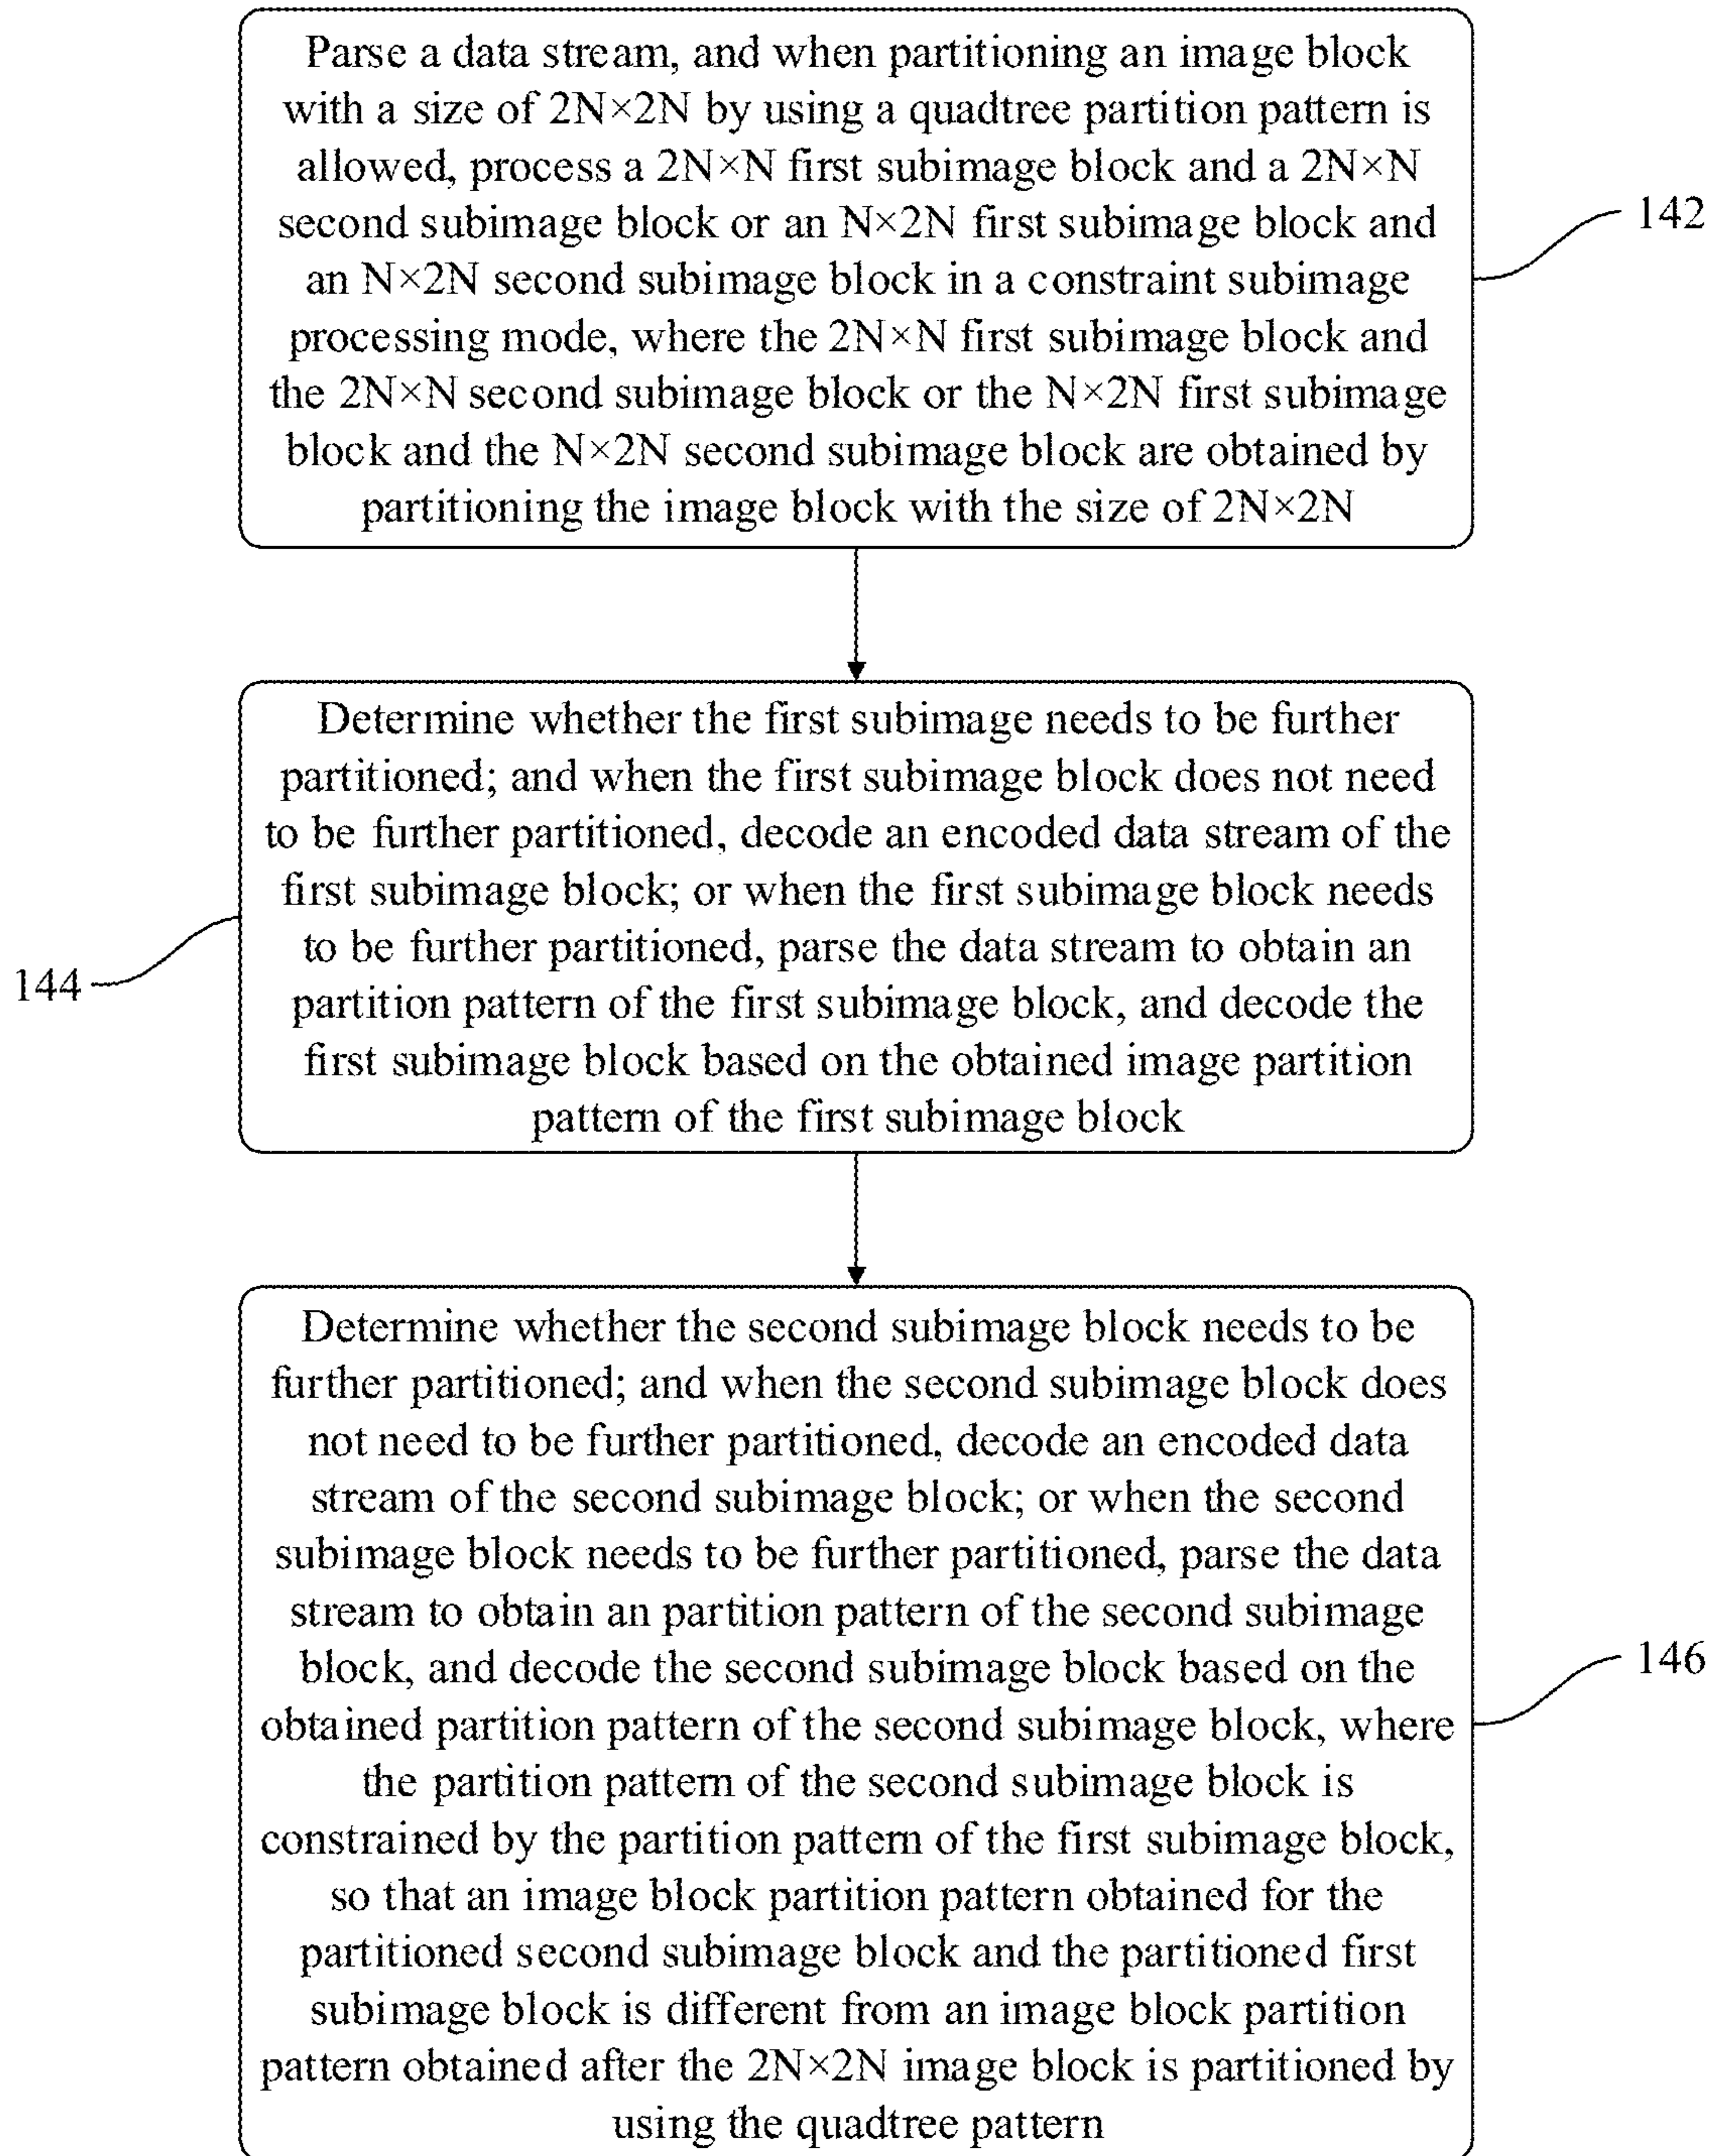 Parse a data stream, and when partitioning an image block
with a size of 2N×2N by using a quadtree partition pattern is
allowed, process a 2N×N first subimage block and a 2N×N
second subimage block or an N×2N first subimage block and
an N×2N second subimage block in a constraint subimage
processing mode, where the 2N×N first subimage block and
the 2N×N second subimage block or the N×2N first subimage
block and the N×2N second subimage block are obtained by
partitioning the image block with the size of 2N×2N
142
Determine whether the first subimage needs to be further
partitioned; and when the first subimage block does not need
to be further partitioned, decode an encoded data stream of the
first subimage block; or when the first subimage block needs
to be further partitioned, parse the data stream to obtain an
partition pattern of the first subimage block, and decode the
first subimage block based on the obtained image partition
pattern of the first subimage block
144
Determine whether the second subimage block needs to be
further partitioned; and when the second subimage block does
not need to be further partitioned, decode an encoded data
stream of the second subimage block; or when the second
subimage block needs to be further partitioned, parse the data
stream to obtain an partition pattern of the second subimage
block, and decode the second subimage block based on the
obtained partition pattern of the second subimage block, where
the partition pattern of the second subimage block is
constrained by the partition pattern of the first subimage block,
so that an image block partition pattern obtained for the
partitioned second subimage block and the partitioned first
subimage block is different from an image block partition
pattern obtained after the 2N×2N image block is partitioned by
using the quadtree pattern
146